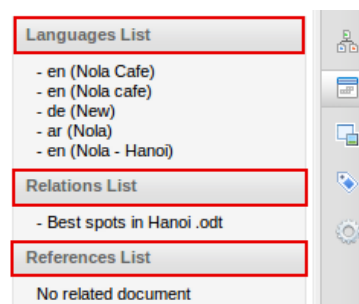 Languages List
- en (Nola Cafe)
- en (Nola cafe)
- de (New)
- ar (Nola)
- en (Nola - Hanoi)
Relations List
- Best spots in Hanoi .odt
References List
No related document